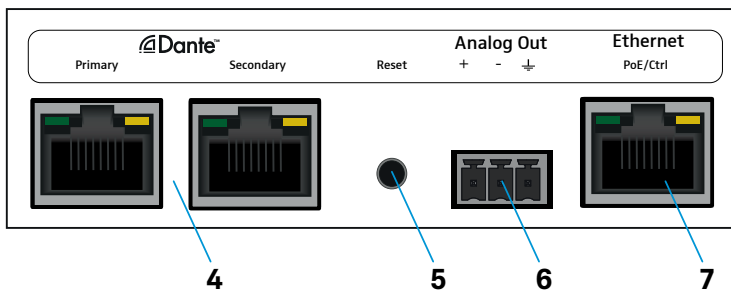 Dante™ Analog Out Ethernet
Primary Secondary Reset + - ⏚ PoE/Ctrl
4 5 6 7